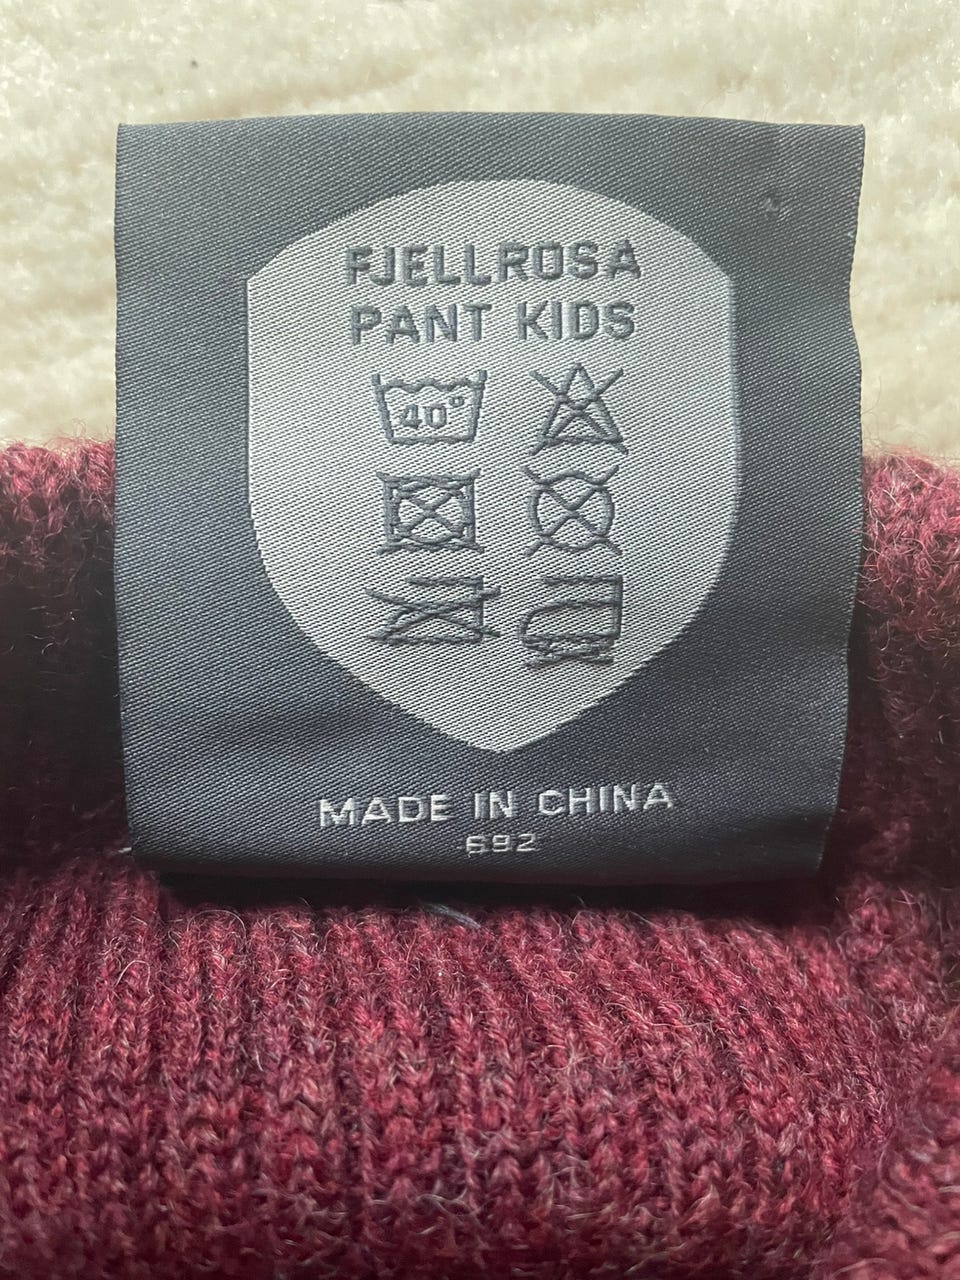 FJELLROSA
PANT KIDS
40°
MADE IN CHINA
692